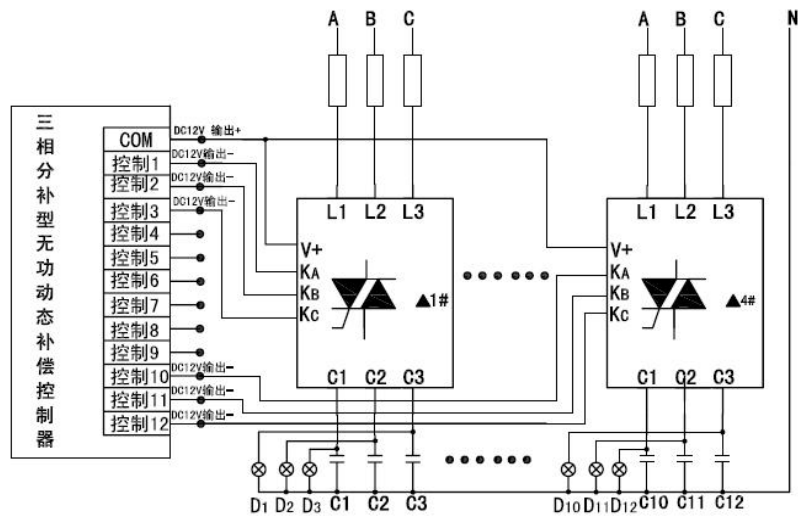 A B C
A B C N
三相分补型无功动态补偿控制器
COM DC12V 输出+
控制1 DC12V输出-
控制2 DC12V输出-
控制3 DC12V输出-
控制4
控制5
控制6
控制7
控制8
控制9
控制10 DC12V输出-
控制11 DC12V输出-
控制12 DC12V输出-
L1 L2 L3
V+
KA
KB
KC
▲1#
C1 C2 C3
L1 L2 L3
V+
KA
KB
KC
▲4#
C1 C2 C3
D1 D2 D3 C1 C2 C3
D10 D11 D12 C10 C11 C12